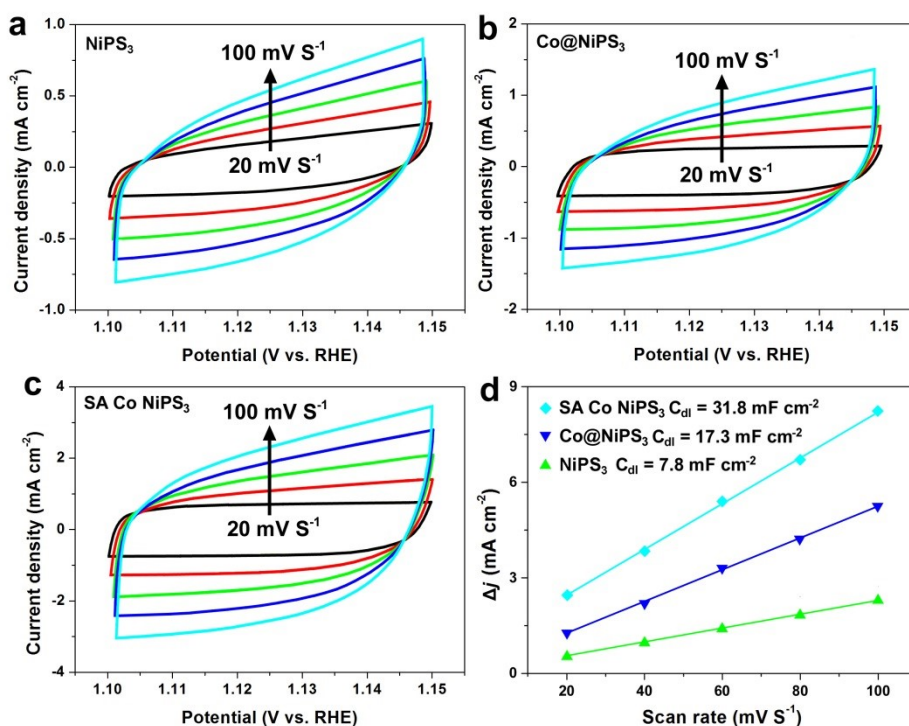 a
NiPS₃
100 mV S⁻¹
20 mV S⁻¹
Current density (mA cm⁻²)
1.0
0.5
0.0
-0.5
-1.0
1.10 1.11 1.12 1.13 1.14 1.15
Potential (V vs. RHE)
b
Co@NiPS₃
100 mV S⁻¹
20 mV S⁻¹
Current density (mA cm⁻²)
2
1
0
-1
-2
1.10 1.11 1.12 1.13 1.14 1.15
Potential (V vs. RHE)
c
SA Co NiPS₃
100 mV S⁻¹
20 mV S⁻¹
Current density (mA cm⁻²)
4
2
0
-2
-4
1.10 1.11 1.12 1.13 1.14 1.15
Potential (V vs. RHE)
d
SA Co NiPS₃ Cdl = 31.8 mF cm⁻²
Co@NiPS₃ Cdl = 17.3 mF cm⁻²
NiPS₃ Cdl = 7.8 mF cm⁻²
Δj (mA cm⁻²)
9
6
3
0
20 40 60 80 100
Scan rate (mV S⁻¹)